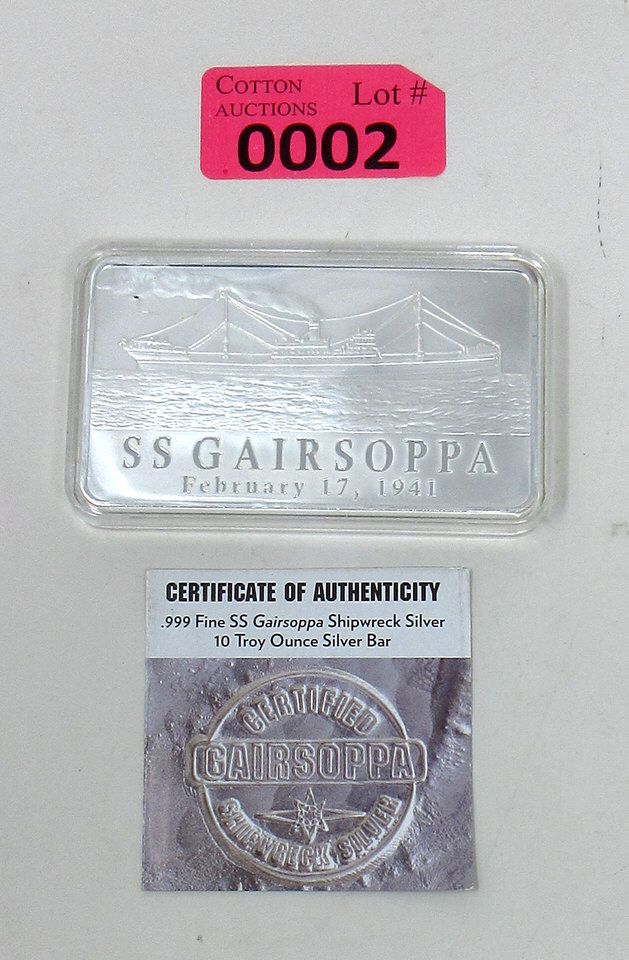 COTTON
AUCTIONS
Lot #
0002
SS GAIRSOPPA
February 17, 1941
CERTIFICATE OF AUTHENTICITY
.999 Fine SS Gairsoppa Shipwreck Silver
10 Troy Ounce Silver Bar
CERTIFIED
GAIRSOPPA
SHIPWRECK SILVER